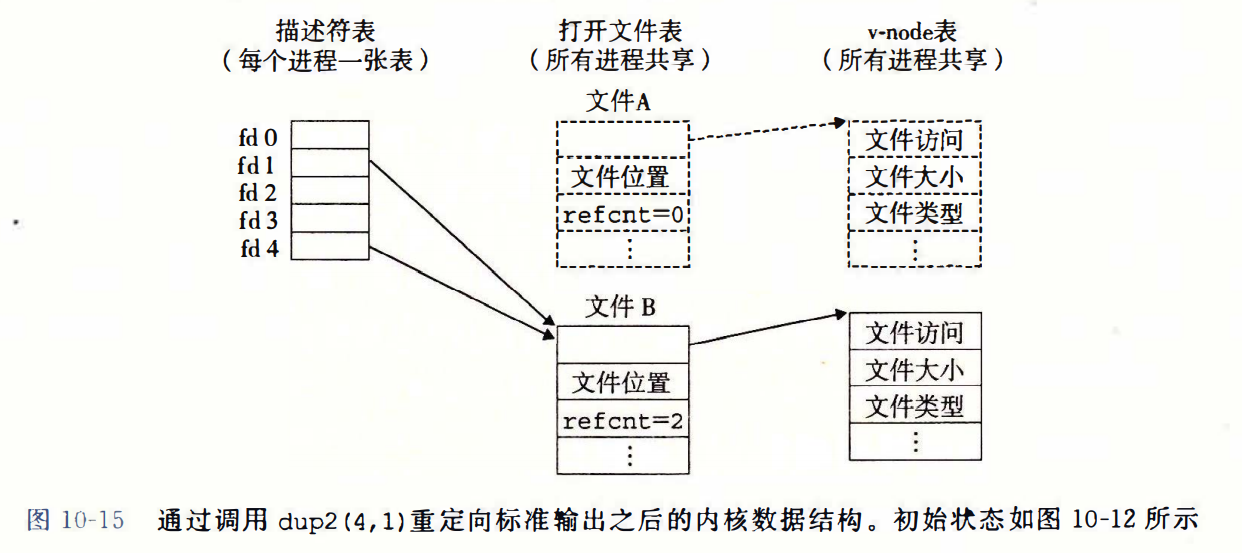 描述符表
(每个进程一张表)
打开文件表
(所有进程共享)
v-node表
(所有进程共享)
文件A
fd 0
fd 1
fd 2
fd 3
fd 4
文件位置
refcnt=0
⋮
文件访问
文件大小
文件类型
⋮
文件 B
文件位置
refcnt=2
⋮
文件访问
文件大小
文件类型
⋮
图 10-15 通过调用 dup2(4,1)重定向标准输出之后的内核数据结构。初始状态如图 10-12 所示